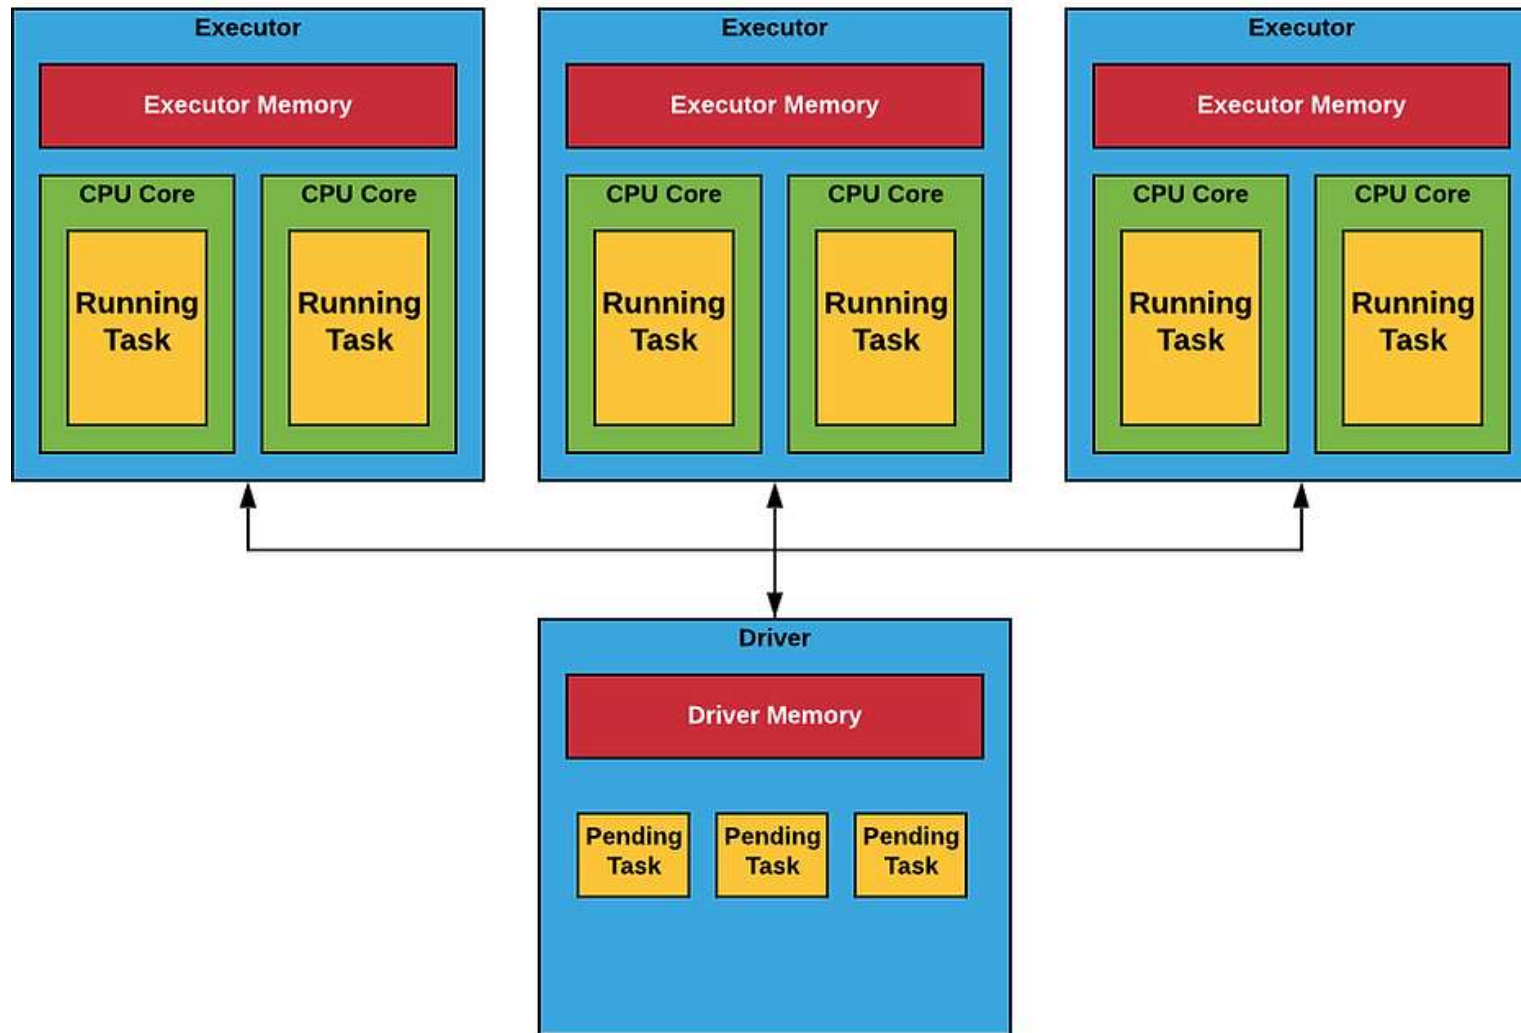 Executor
Executor Memory
CPU Core
CPU Core
Running
Task
Running
Task
Executor
Executor Memory
CPU Core
CPU Core
Running
Task
Running
Task
Executor
Executor Memory
CPU Core
CPU Core
Running
Task
Running
Task
Driver
Driver Memory
Pending
Task
Pending
Task
Pending
Task